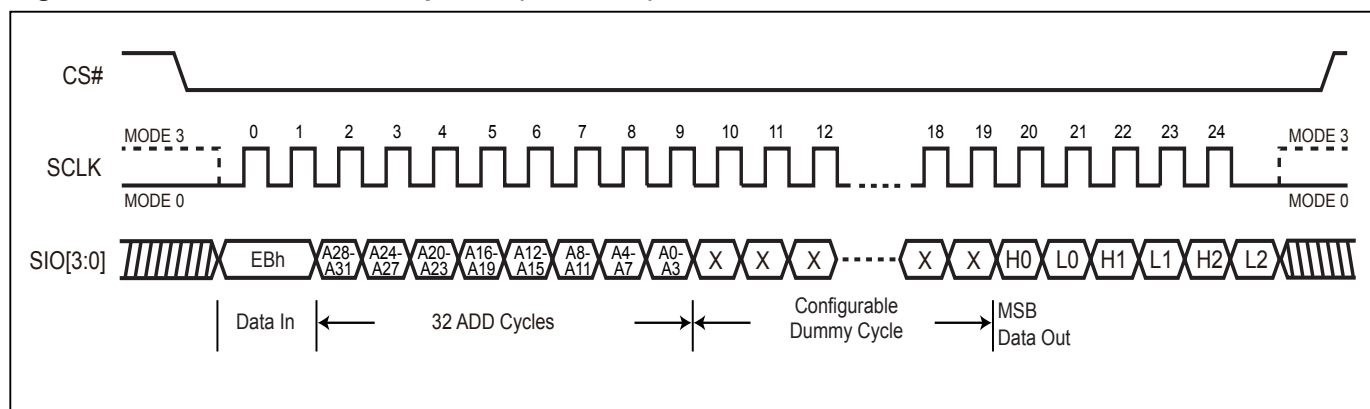 CS#
MODE 3
0 1 2 3 4 5 6 7 8 9 10 11 12 18 19 20 21 22 23 24
MODE 3
SCLK
MODE 0
MODE 0
SIO[3:0]
EBh
A28-
A31
A24-
A27
A20-
A23
A16-
A19
A12-
A15
A8-
A11
A4-
A7
A0-
A3
X X X X X H0 L0 H1 L1 H2 L2
Data In
32 ADD Cycles
Configurable
Dummy Cycle
MSB
Data Out